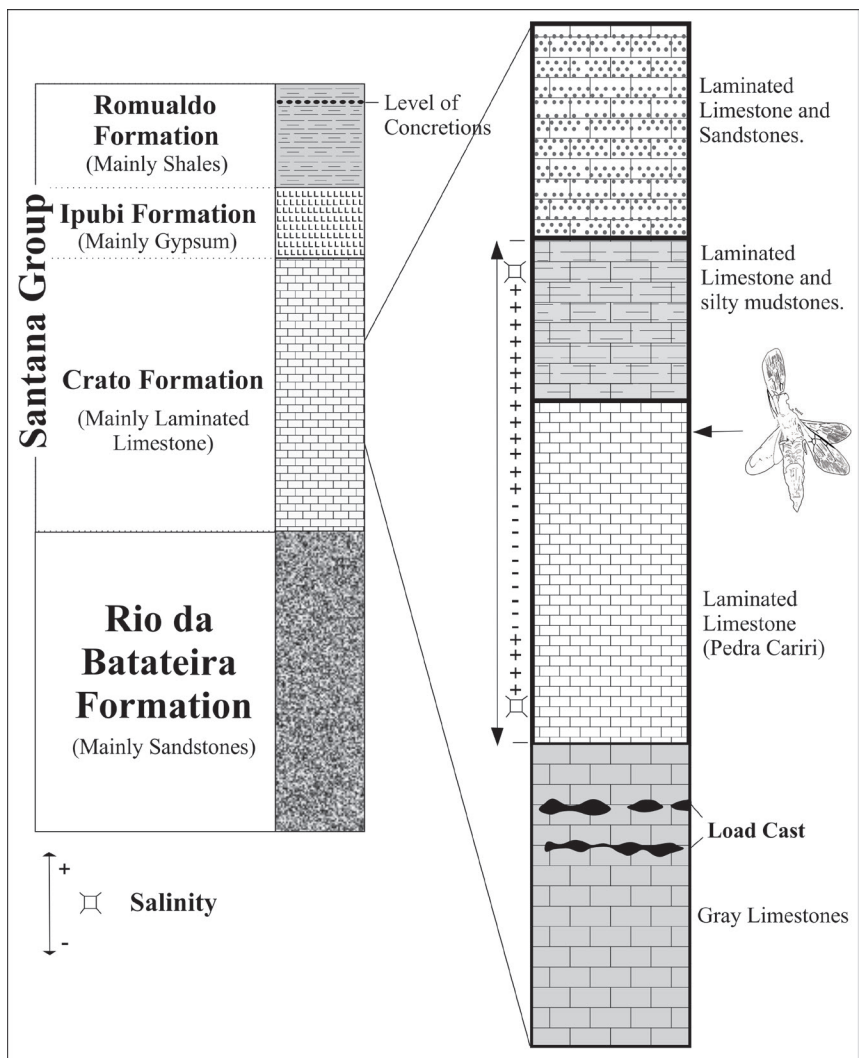 Santana Group
Romualdo
Formation
(Mainly Shales)
Level of
Concretions
Ipubi Formation
(Mainly Gypsum)
Crato Formation
(Mainly Laminated
Limestone)
Rio da
Batateira
Formation
(Mainly Sandstones)
+
-
Salinity
Laminated
Limestone and
Sandstones.
Laminated
Limestone and
silty mudstones.
Laminated
Limestone
(Pedra Cariri)
Load Cast
Gray Limestones